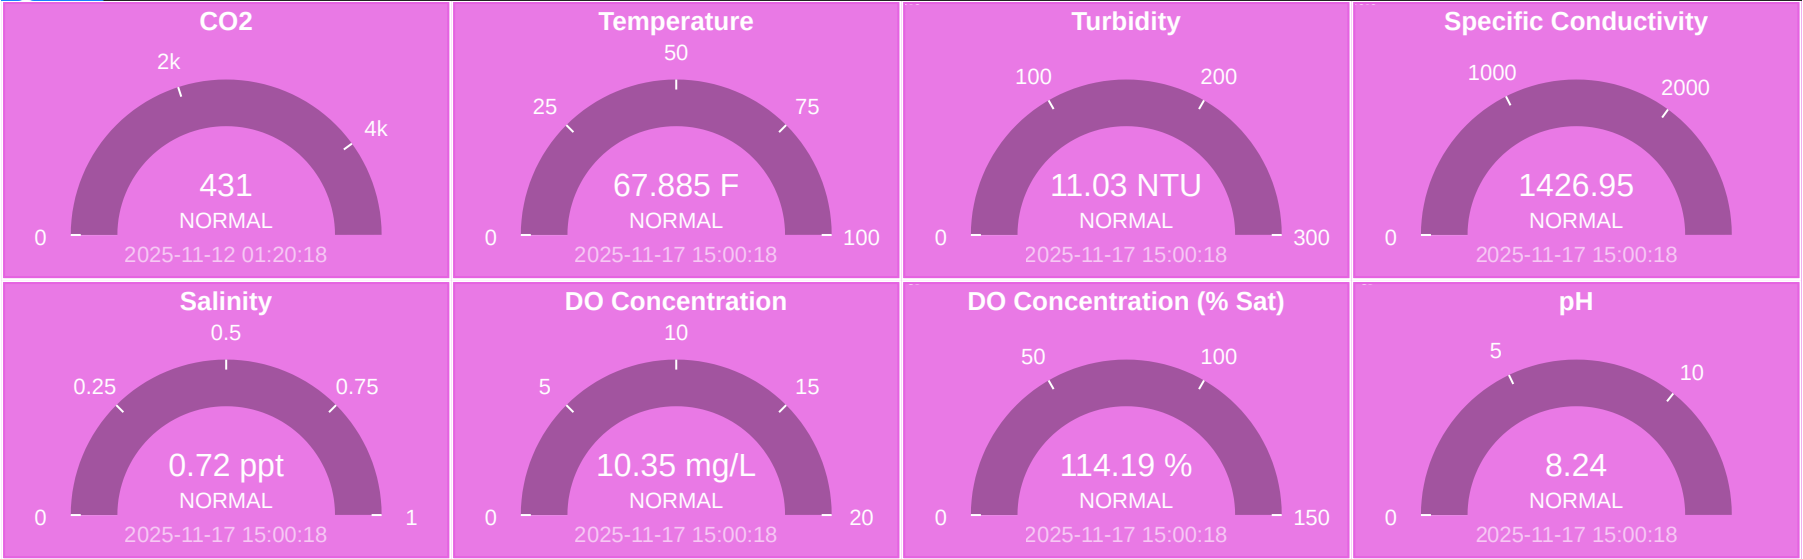 CO2
2k
4k
431
NORMAL
0
2025-11-12 01:20:18
Temperature
50
25
75
67.885 F
NORMAL
0
100
2025-11-17 15:00:18
Turbidity
100
200
11.03 NTU
NORMAL
0
300
2025-11-17 15:00:18
Specific Conductivity
1000
2000
1426.95
NORMAL
0
2025-11-17 15:00:18
Salinity
0.5
0.25
0.75
0.72 ppt
NORMAL
0
1
2025-11-17 15:00:18
DO Concentration
10
5
15
10.35 mg/L
NORMAL
0
20
2025-11-17 15:00:18
DO Concentration (% Sat)
50
100
114.19 %
NORMAL
0
150
2025-11-17 15:00:18
pH
5
10
8.24
NORMAL
0
2025-11-17 15:00:18